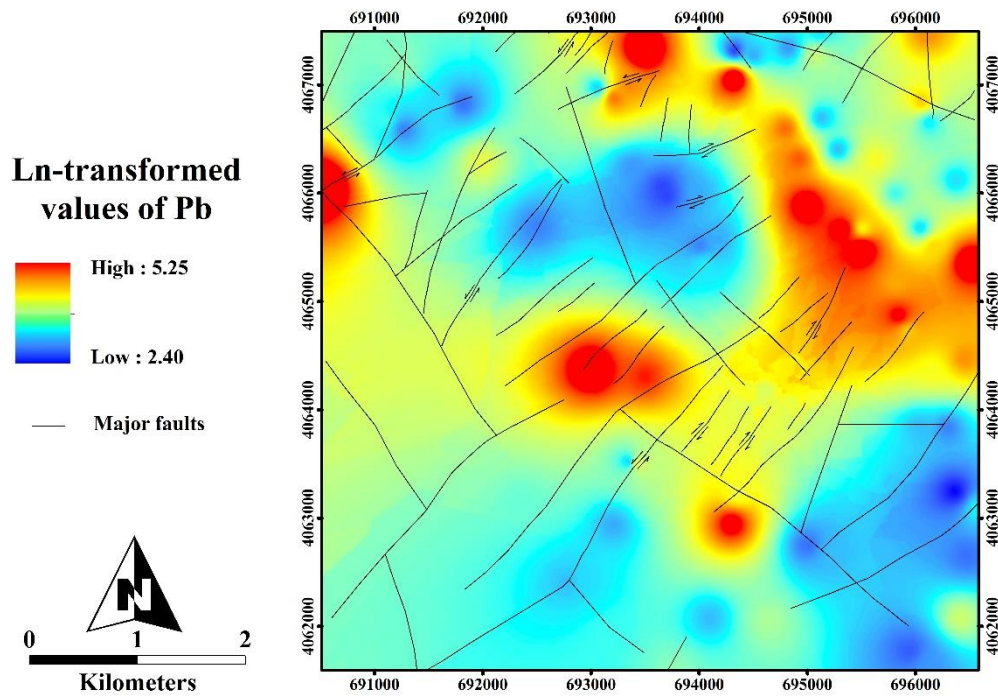 691000 692000 693000 694000 695000 696000
Ln-transformed
values of Pb
High : 5.25
Low : 2.40
Major faults
N
0 1 2
Kilometers
4067000 4067000
4066000 4066000
4065000 4065000
4064000 4064000
4063000 4063000
4062000 4062000
691000 692000 693000 694000 695000 696000